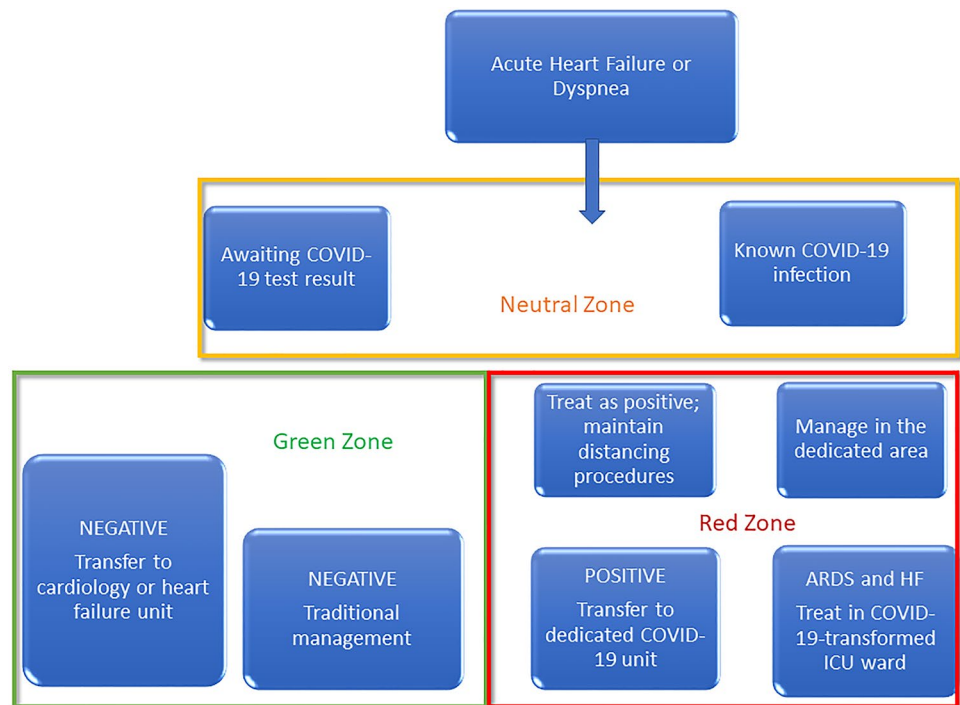 Acute Heart Failure or
Dyspnea
Awaiting COVID-
19 test result
Neutral Zone
Known COVID-19
infection
Green Zone
NEGATIVE
Transfer to
cardiology or heart
failure unit
NEGATIVE
Traditional
management
Treat as positive;
maintain
distancing
procedures
Manage in the
dedicated area
Red Zone
POSITIVE
Transfer to
dedicated COVID-
19 unit
ARDS and HF
Treat in COVID-
19-transformed
ICU ward